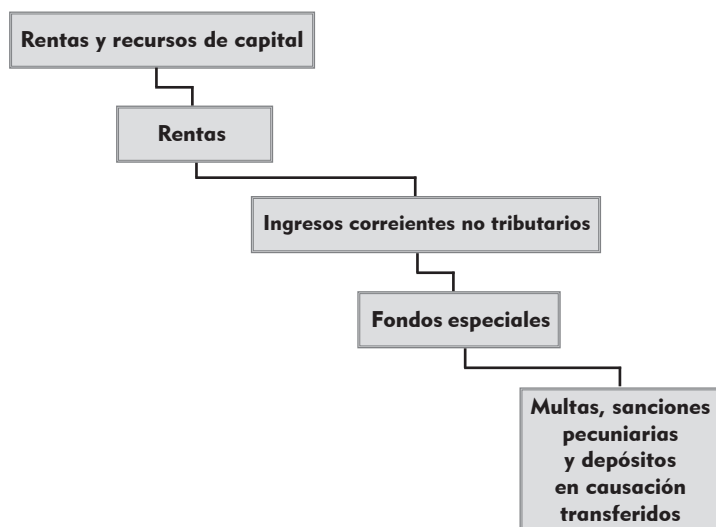 Rentas y recursos de capital
Rentas
Ingresos correientes no tributarios
Fondos especiales
Multas, sanciones
pecuniarias
y depósitos
en causación
transferidos